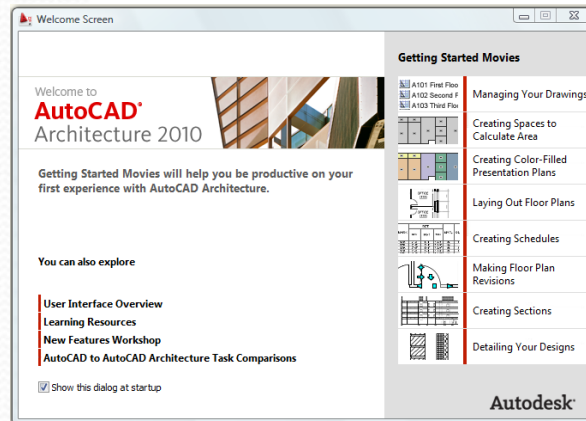 Welcome Screen
Welcome to
AutoCAD®
Architecture 2010
Getting Started Movies will help you be productive on your
first experience with AutoCAD Architecture.
You can also explore
User Interface Overview
Learning Resources
New Features Workshop
AutoCAD to AutoCAD Architecture Task Comparisons
Show this dialog at startup
Getting Started Movies
A101 First Floo
A102 Second F
A103 Third Floo
Managing Your Drawings
Creating Spaces to
Calculate Area
Creating Color-Filled
Presentation Plans
Laying Out Floor Plans
Creating Schedules
Making Floor Plan
Revisions
Creating Sections
Detailing Your Designs
Autodesk®